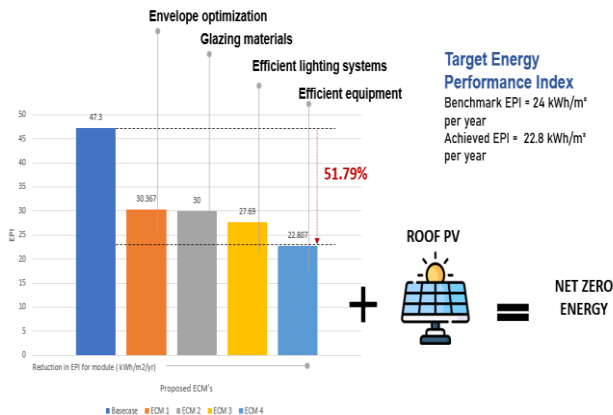 Envelope optimization
Glazing materials
Efficient lighting systems
Efficient equipment
Target Energy
Performance Index
Benchmark EPI = 24 kWh/m²
per year
Achieved EPI = 22.8 kWh/m²
per year
50
45
40
35
30
25
20
15
10
5
0
EPI
47.3
30.367
30
27.69
22.807
51.79%
ROOF PV
+
=
NET ZERO
ENERGY
Reduction in EPI for module ( kWh/m2/yr)
Proposed ECM's
Basecase ECM 1 ECM 2 ECM 3 ECM 4